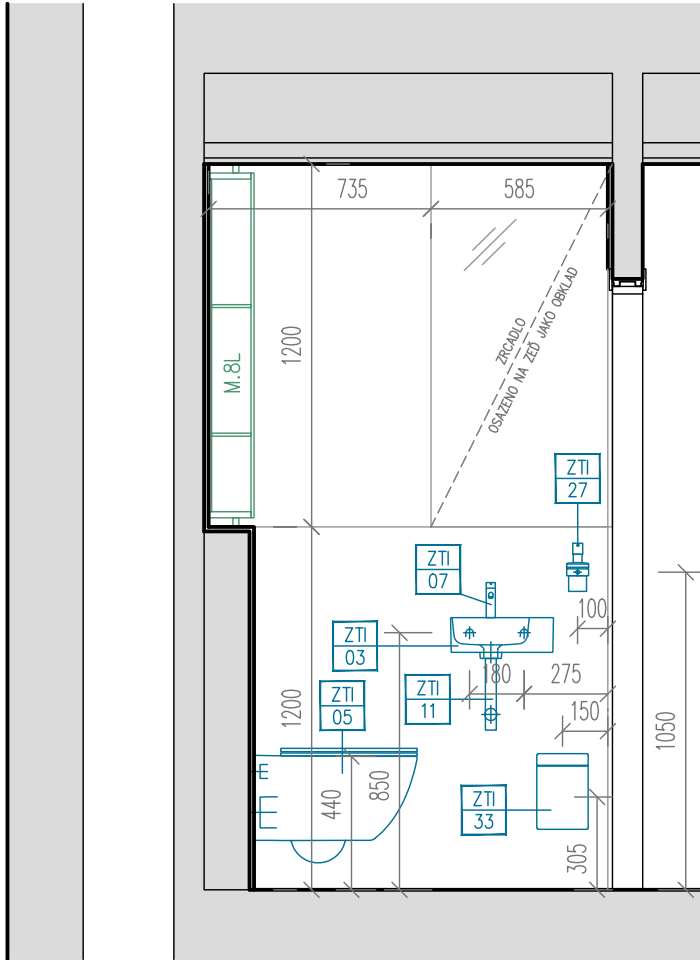 735
585
1200
M.8L
ZRCADLO
OSAZENO NA ZEĎ JAKO OBKLAD
ZTI
27
ZTI
07
100
ZTI
03
180
275
ZTI
05
ZTI
11
1200
150
1050
850
440
ZTI
33
305